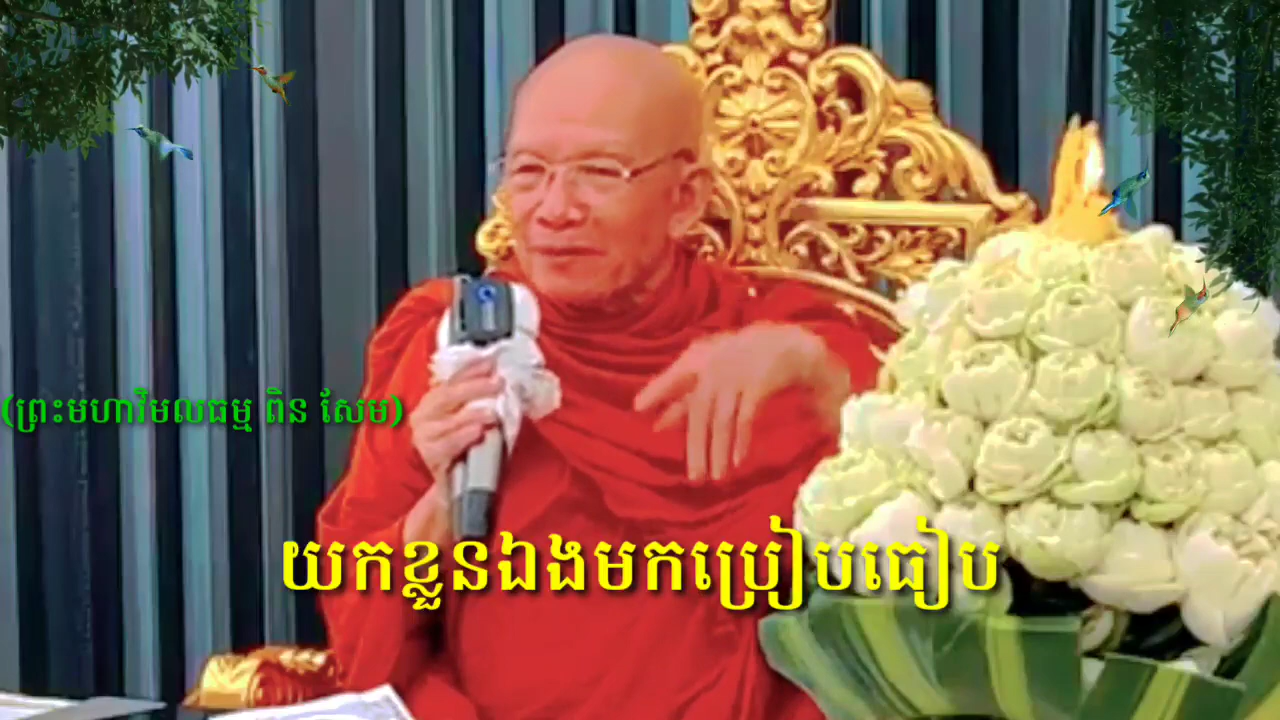 (ព្រះមហាវិមលធម្ម ពិន សែម)
យកខ្លួនឯងមកប្រៀបធៀប